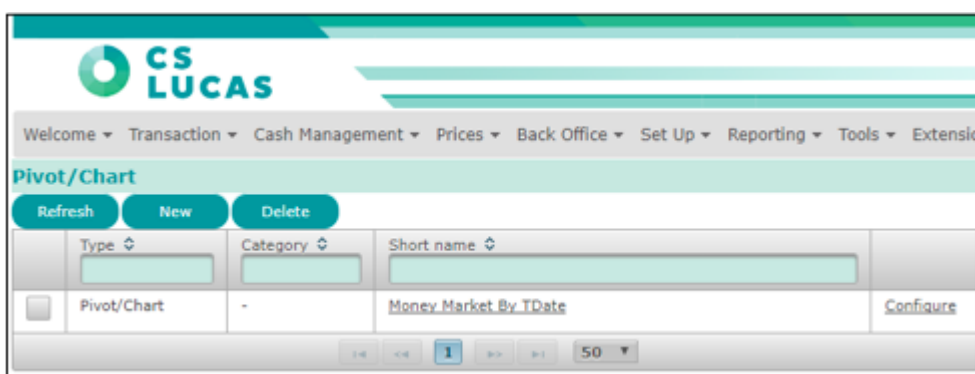 CS
LUCAS
Welcome Transaction Cash Management Prices Back Office Set Up Reporting Tools Extensio
Pivot/Chart
Refresh New Delete
Type Category Short name
Pivot/Chart - Money Market By TDate Configure
1 50